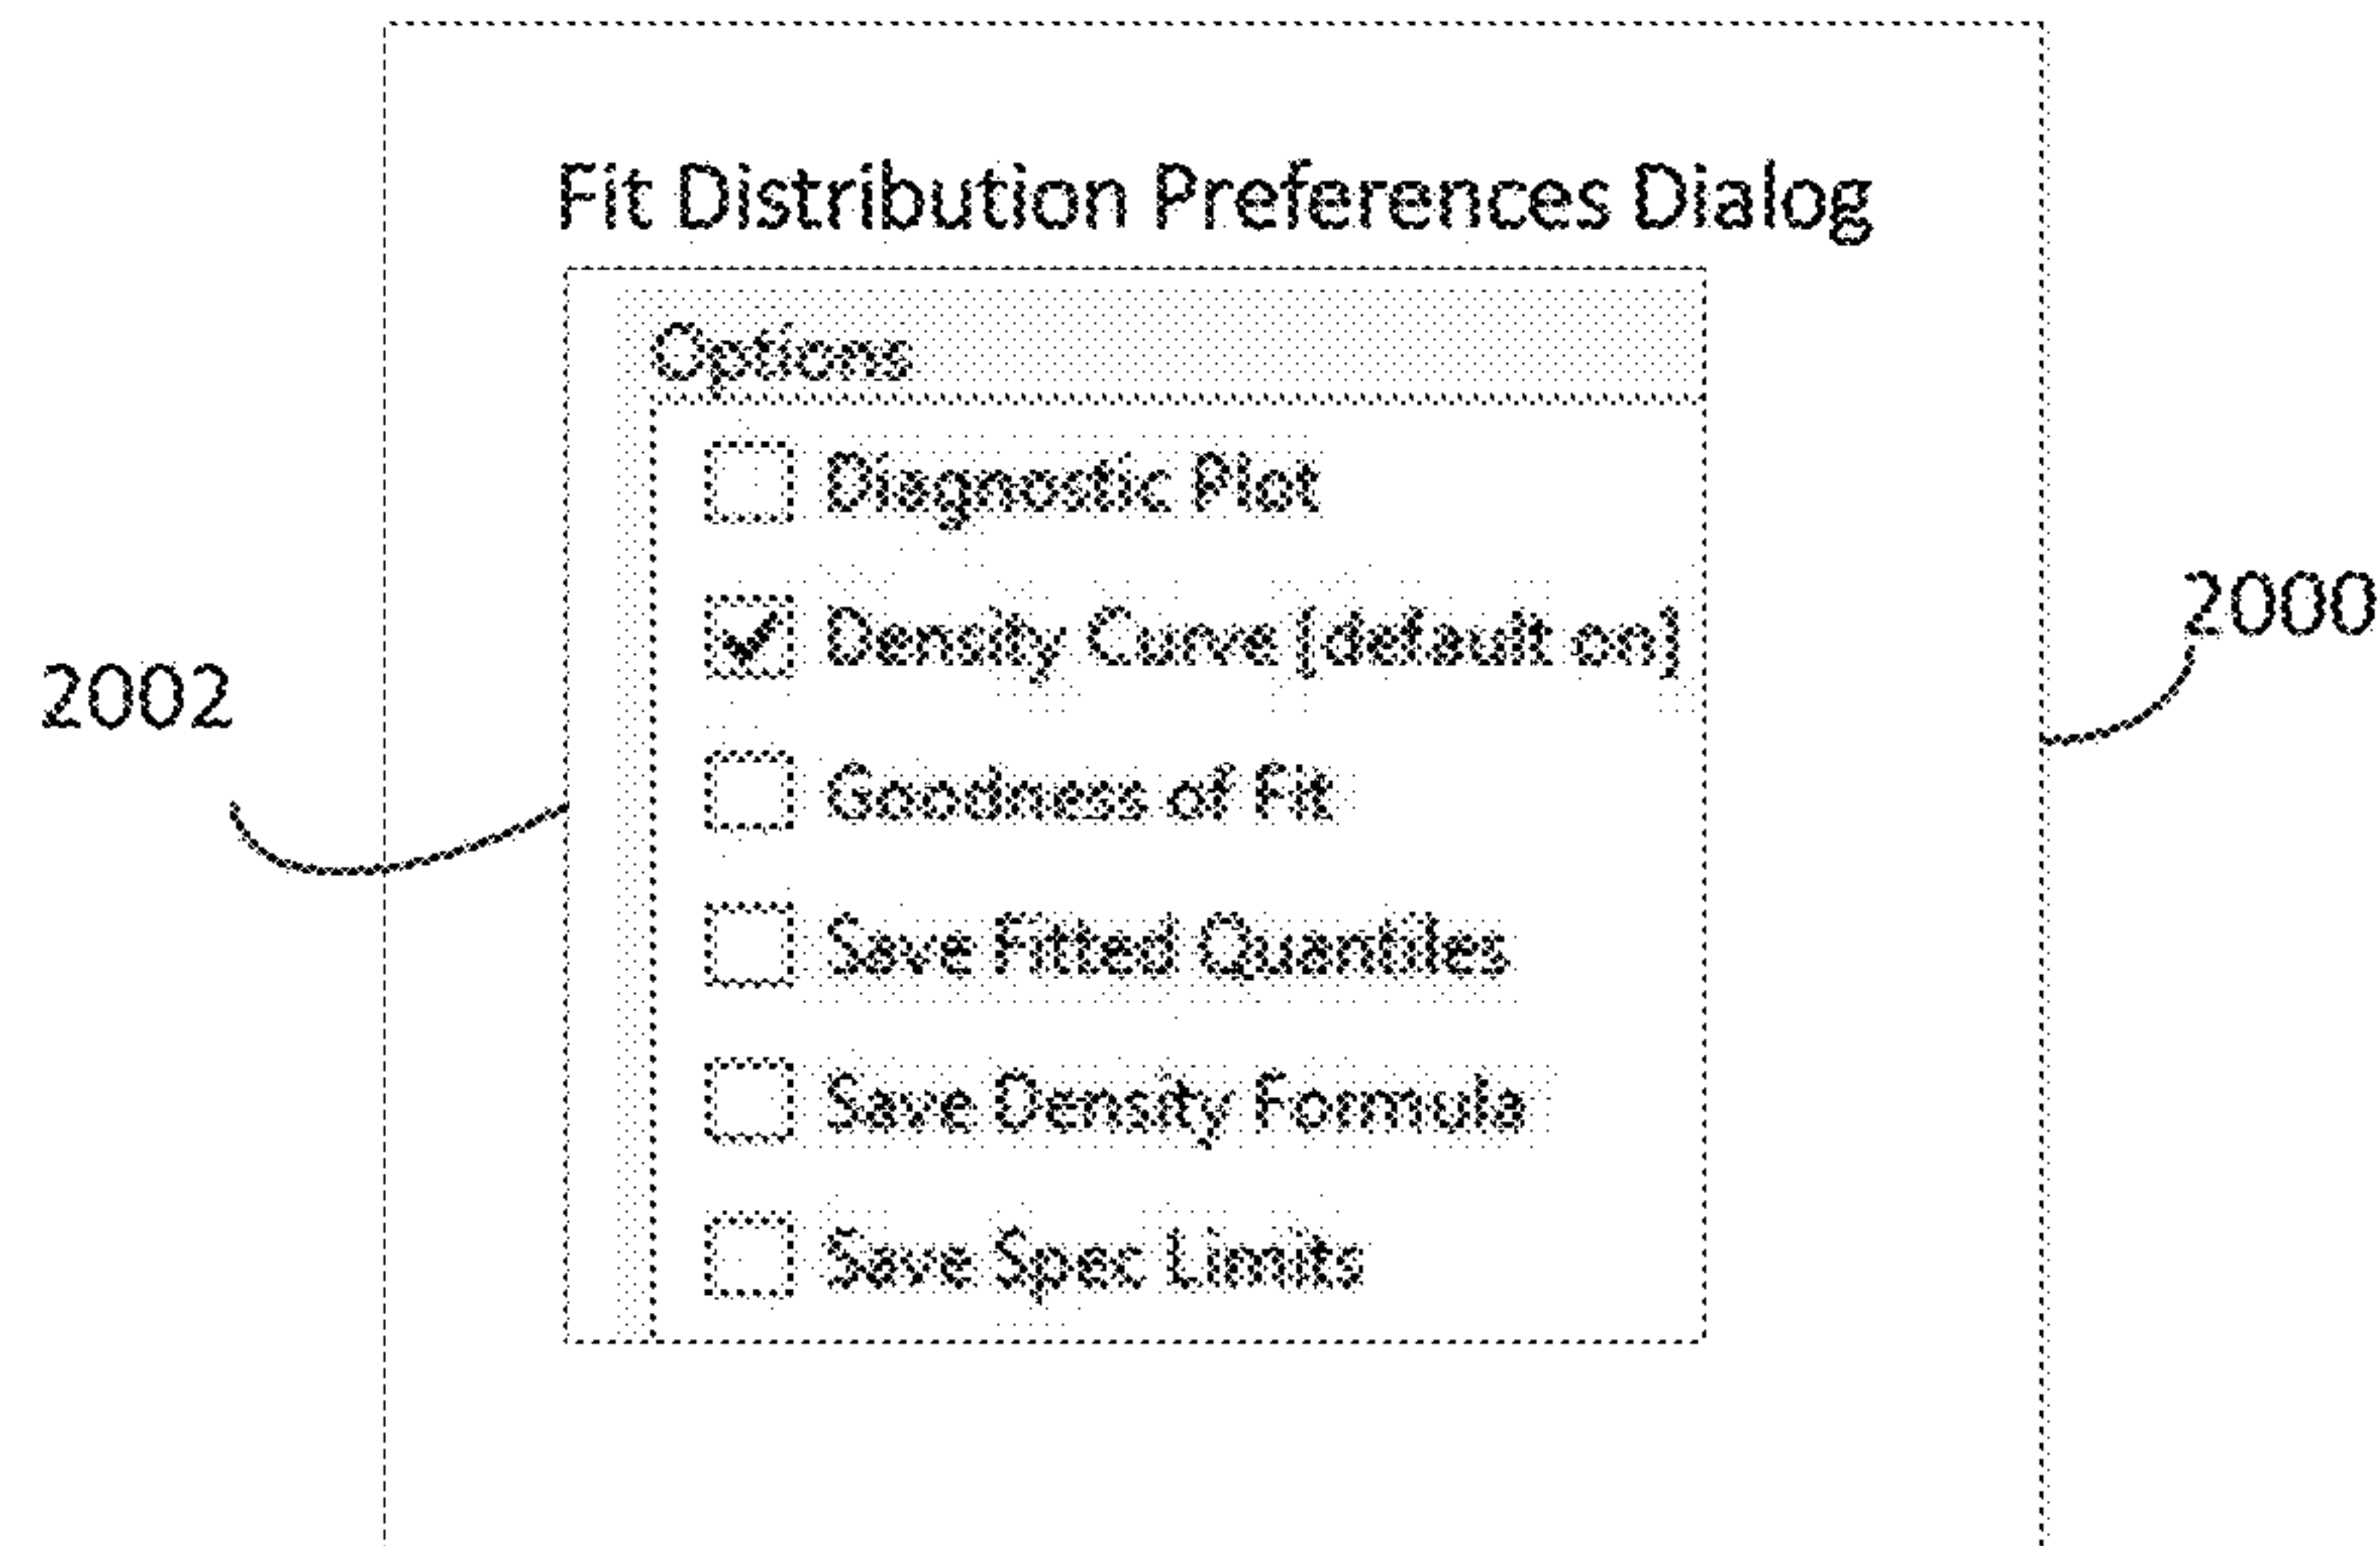 Fit Distribution Preferences Dialog
Options
Diagnostic Plot
Density Curve (default on)
2000
2002
Goodness of Fit
Save Fitted Quantiles
Save Density Formula
Save Spec Limits